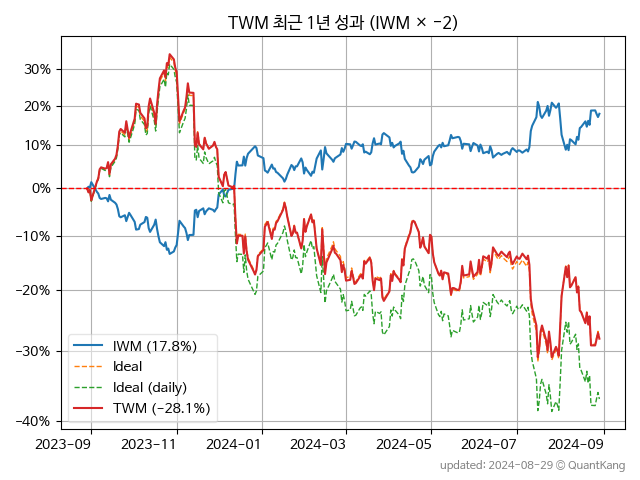 TWM 최근 1년 성과 (IWM × −2)
30%
20%
10%
0%
−10%
−20%
−30%
−40%
IWM (17.8%)
Ideal
Ideal (daily)
TWM (−28.1%)
2023-09
2023-11
2024-01
2024-03
2024-05
2024-07
2024-09
updated: 2024-08-29 © QuantKang